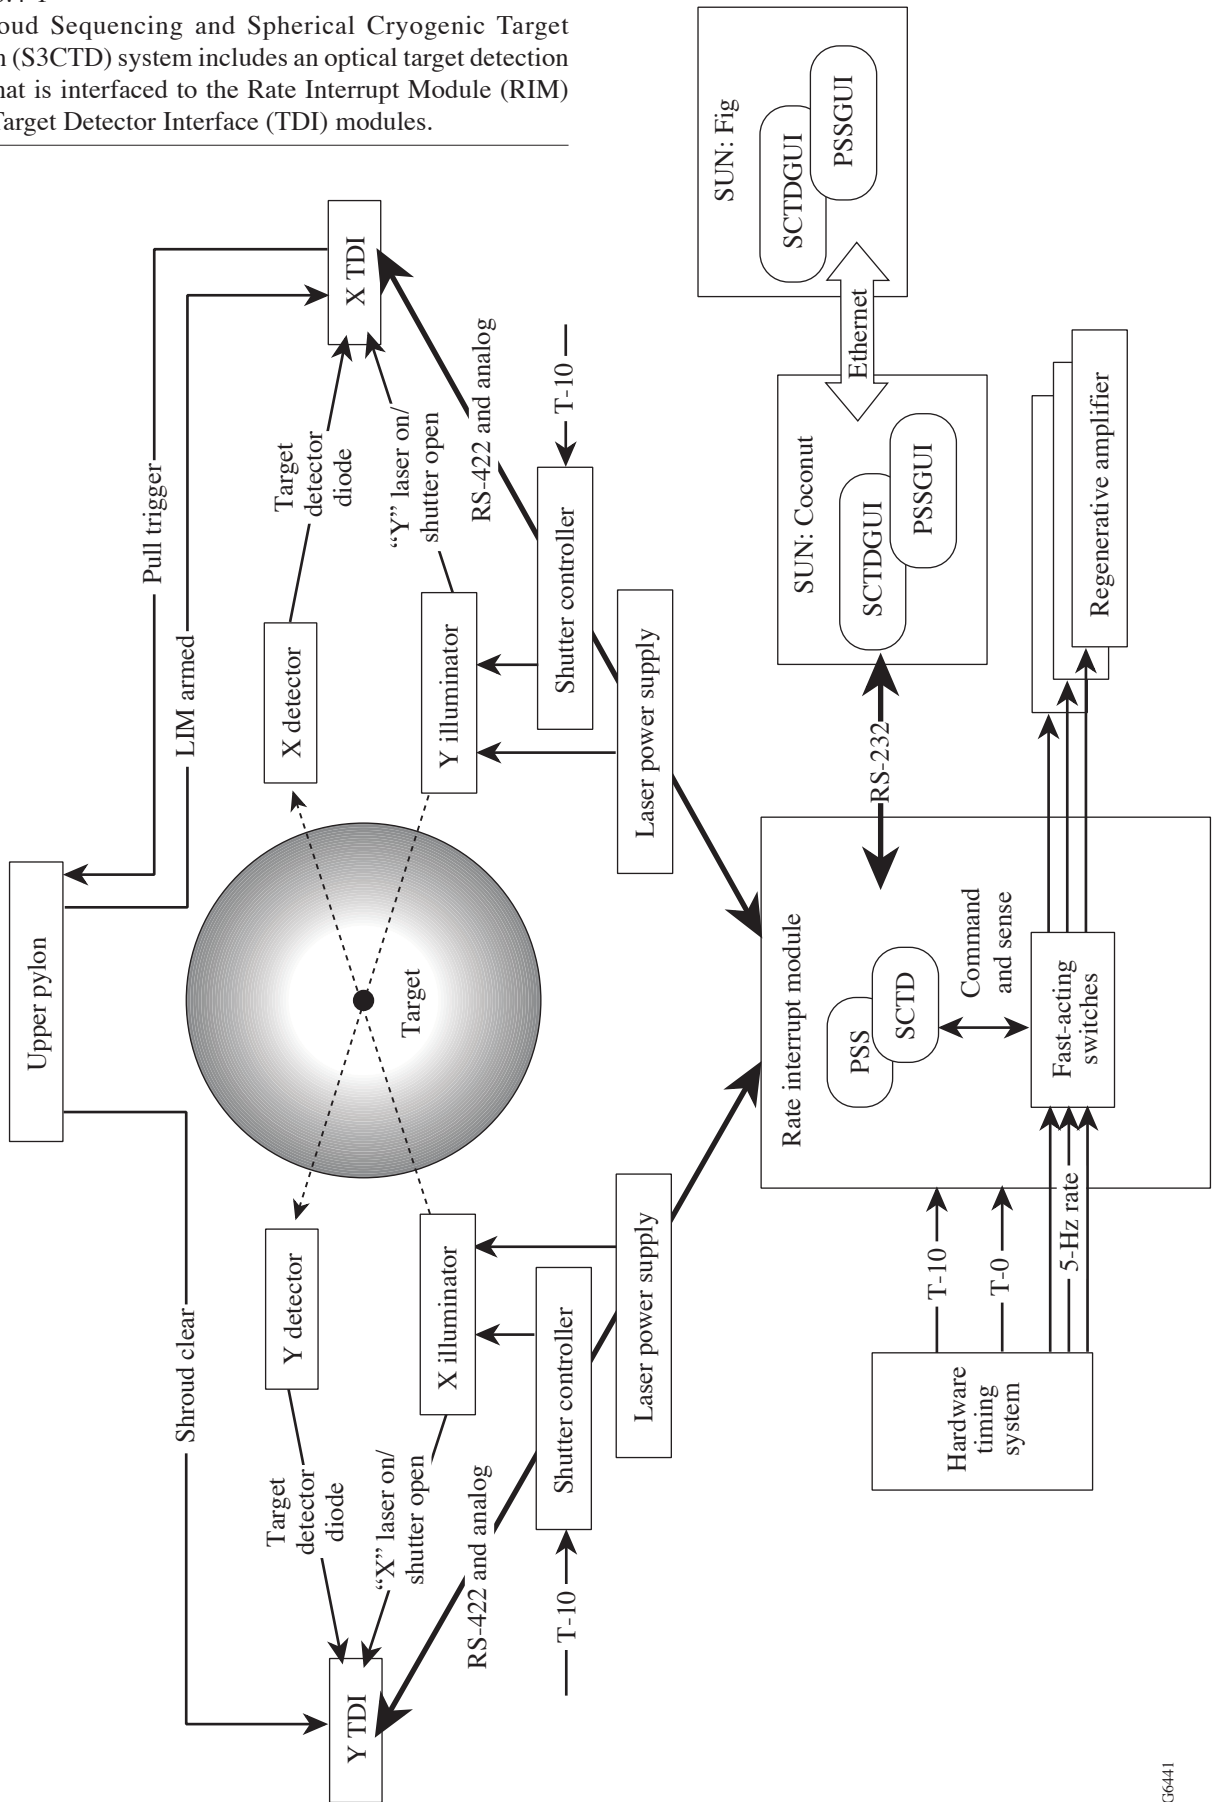 oud Sequencing and Spherical Cryogenic Target
(S3CTD) system includes an optical target detection
hat is interfaced to the Rate Interrupt Module (RIM)
Target Detector Interface (TDI) modules.
Upper pylon
Shroud clear
LIM armed
Pull trigger
Y TDI
X TDI
Target
detector
diode
Target
detector
diode
Y detector
X detector
Target
“X” laser on/
shutter open
“Y” laser on/
shutter open
X illuminator
Y illuminator
RS-422 and analog
RS-422 and analog
T-10
Shutter controller
Shutter controller
T-10
Laser power supply
Laser power supply
Rate interrupt module
PSS
SCTD
Command
and sense
Fast-acting
switches
Hardware
timing
system
T-10
T-0
5-Hz rate
RS-232
SUN: Coconut
SCTDGUI
PSSGUI
Ethernet
SUN: Fig
SCTDGUI
PSSGUI
Regenerative amplifier
G6441